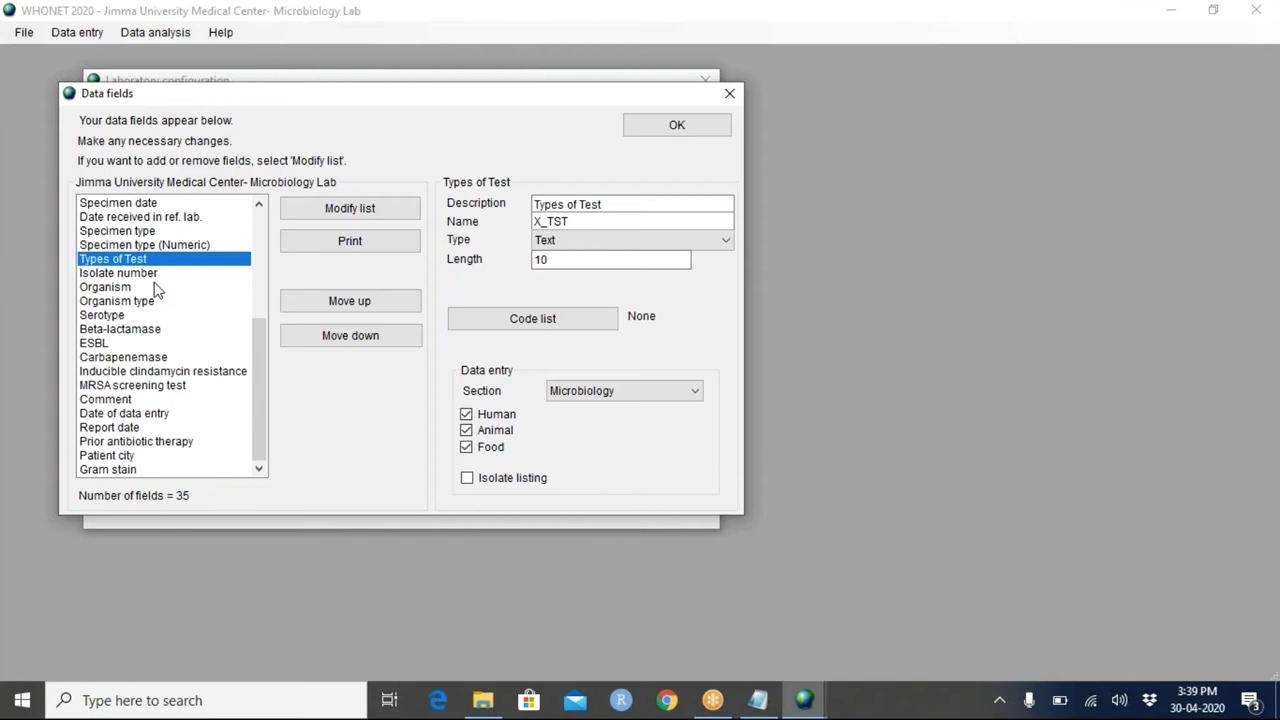 WHONET 2020 - Jimma University Medical Center- Microbiology Lab
File Data entry Data analysis Help
Laboratory configuration
Data fields
Your data fields appear below.
Make any necessary changes.
If you want to add or remove fields, select 'Modify list'.
OK
Jimma University Medical Center- Microbiology Lab
Specimen date
Date received in ref. lab.
Specimen type
Specimen type (Numeric)
Types of Test
Isolate number
Organism
Organism type
Serotype
Beta-lactamase
ESBL
Carbapenemase
Inducible clindamycin resistance
MRSA screening test
Comment
Date of data entry
Report date
Prior antibiotic therapy
Patient city
Gram stain
Number of fields = 35
Modify list
Print
Move up
Move down
Types of Test
Description Types of Test
Name X_TST
Type Text
Length 10
Code list None
Data entry
Section Microbiology
Human
Animal
Food
Isolate listing
Type here to search
3:39 PM
30-04-2020
3